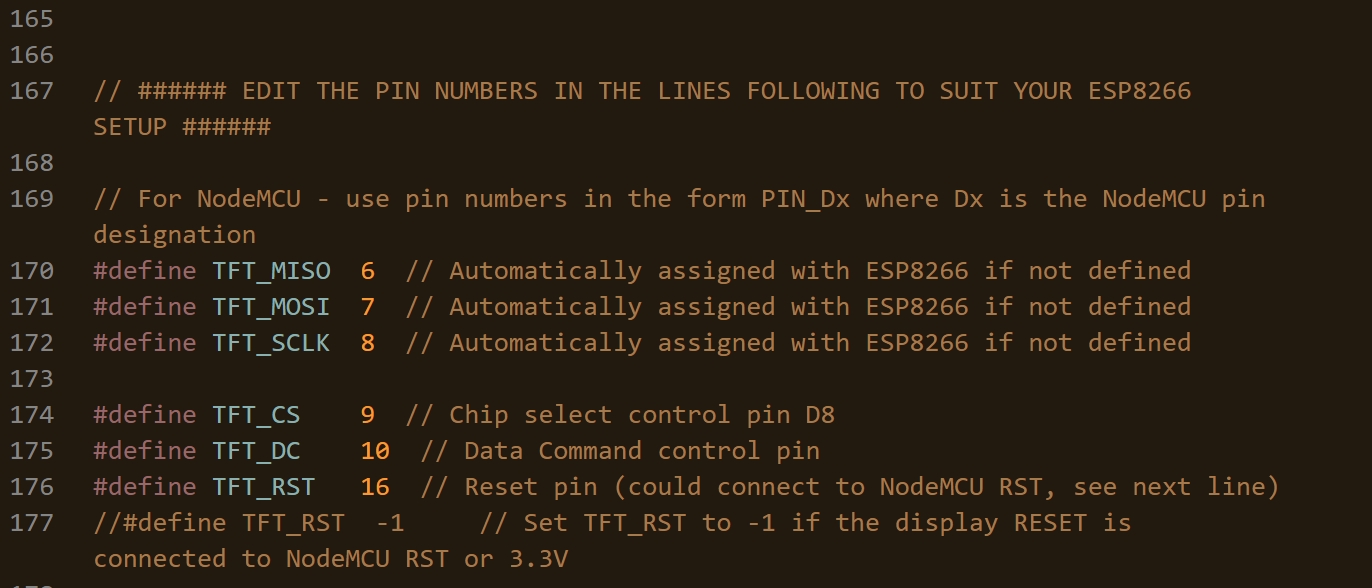 165
166
167 // ###### EDIT THE PIN NUMBERS IN THE LINES FOLLOWING TO SUIT YOUR ESP8266
SETUP ######
168
169 // For NodeMCU - use pin numbers in the form PIN_Dx where Dx is the NodeMCU pin
designation
170 #define TFT_MISO  6  // Automatically assigned with ESP8266 if not defined
171 #define TFT_MOSI  7  // Automatically assigned with ESP8266 if not defined
172 #define TFT_SCLK  8  // Automatically assigned with ESP8266 if not defined
173
174 #define TFT_CS    9  // Chip select control pin D8
175 #define TFT_DC    10  // Data Command control pin
176 #define TFT_RST   16  // Reset pin (could connect to NodeMCU RST, see next line)
177 //#define TFT_RST  -1     // Set TFT_RST to -1 if the display RESET is
connected to NodeMCU RST or 3.3V